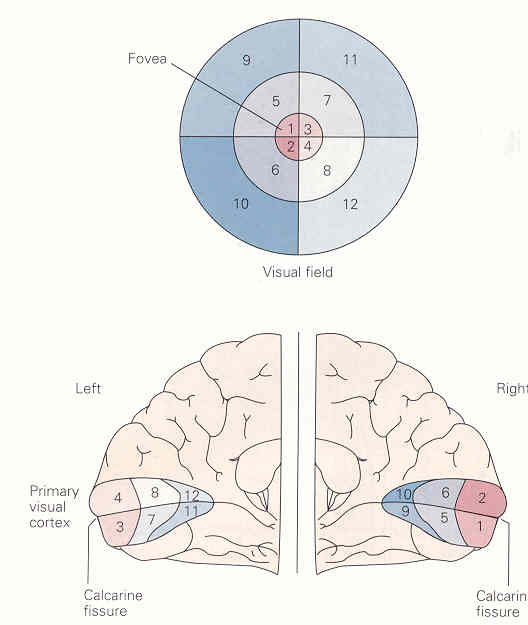 9
11
Fovea
5
7
1
3
2
4
6
8
10
12
Visual field
Left
Right
Primary
visual
cortex
4
8
12
3
7
11
10
6
2
9
5
1
Calcarine
fissure
Calcarin
fissure